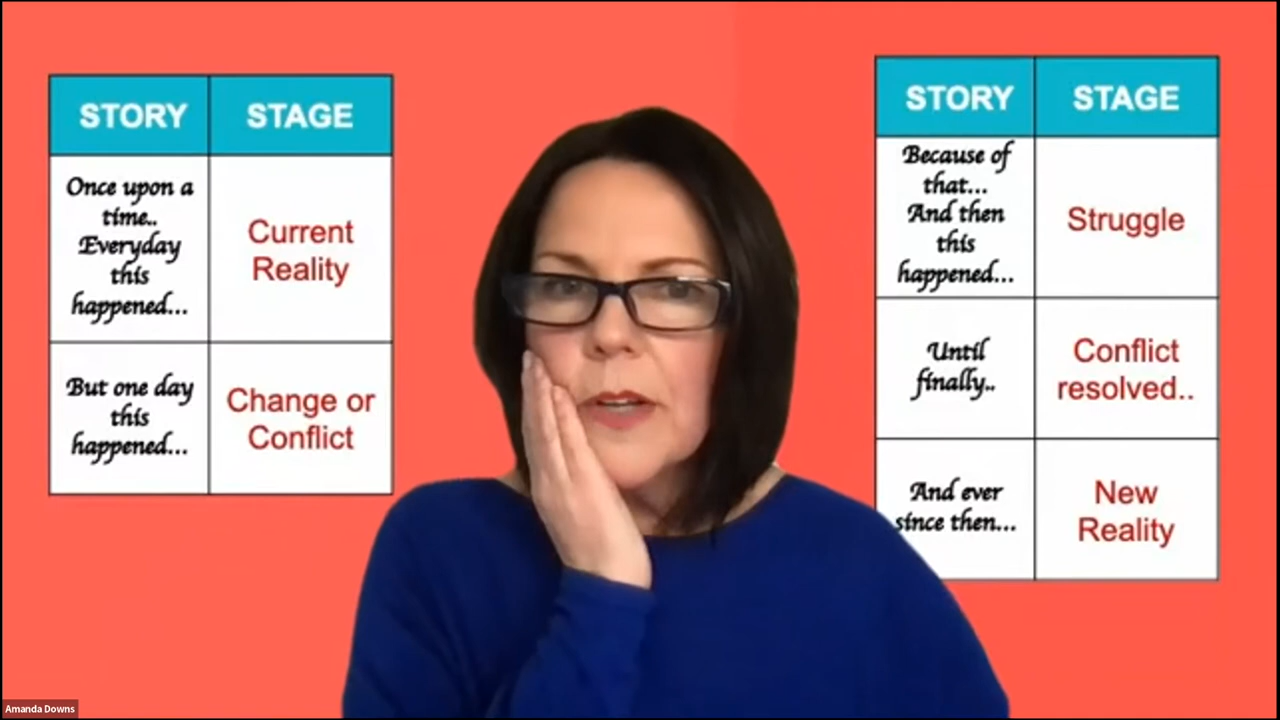 STORY STAGE
Once upon a
time..
Everyday
this
happened...
Current
Reality
But one day
this
happened...
Change or
Conflict
STORY STAGE
Because of
that...
And then
this
happened...
Struggle
Until
finally..
Conflict
resolved..
And ever
since then...
New
Reality
Amanda Downs